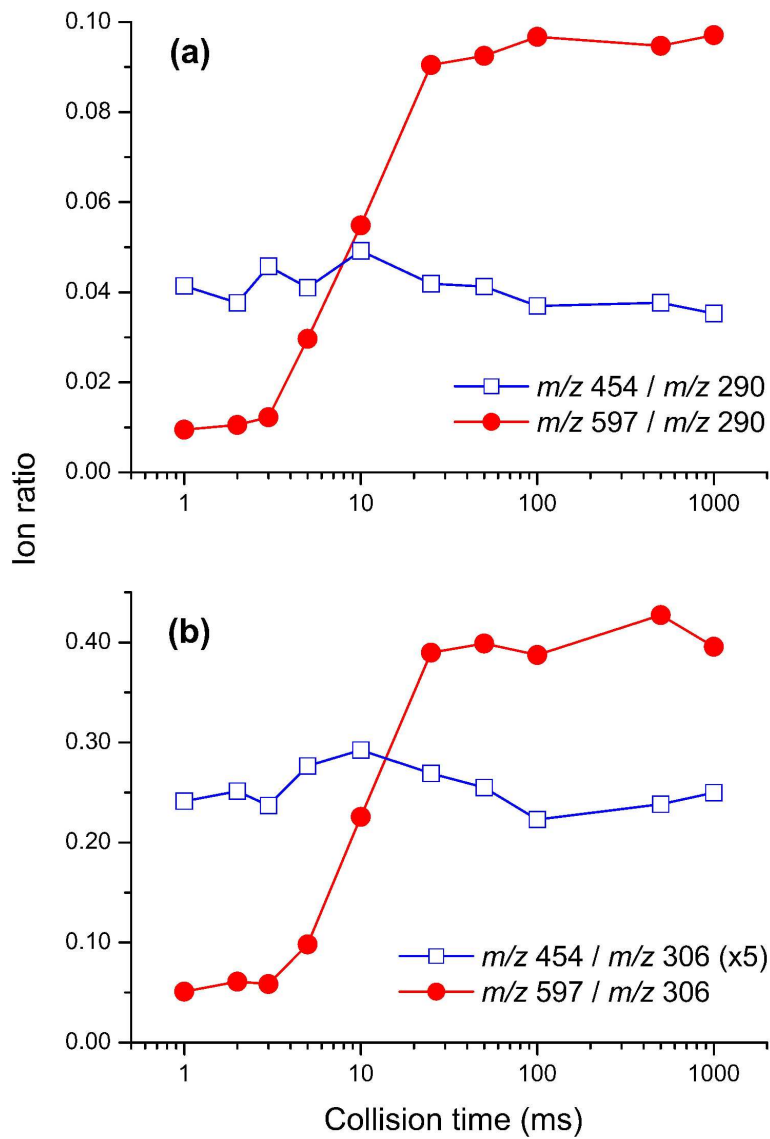 (a)
0.10
0.08
0.06
0.04
0.02
0.00
m/z 454 / m/z 290
m/z 597 / m/z 290
1 10 100 1000
Ion ratio
(b)
0.40
0.30
0.20
0.10
0.00
m/z 454 / m/z 306 (x5)
m/z 597 / m/z 306
1 10 100 1000
Collision time (ms)